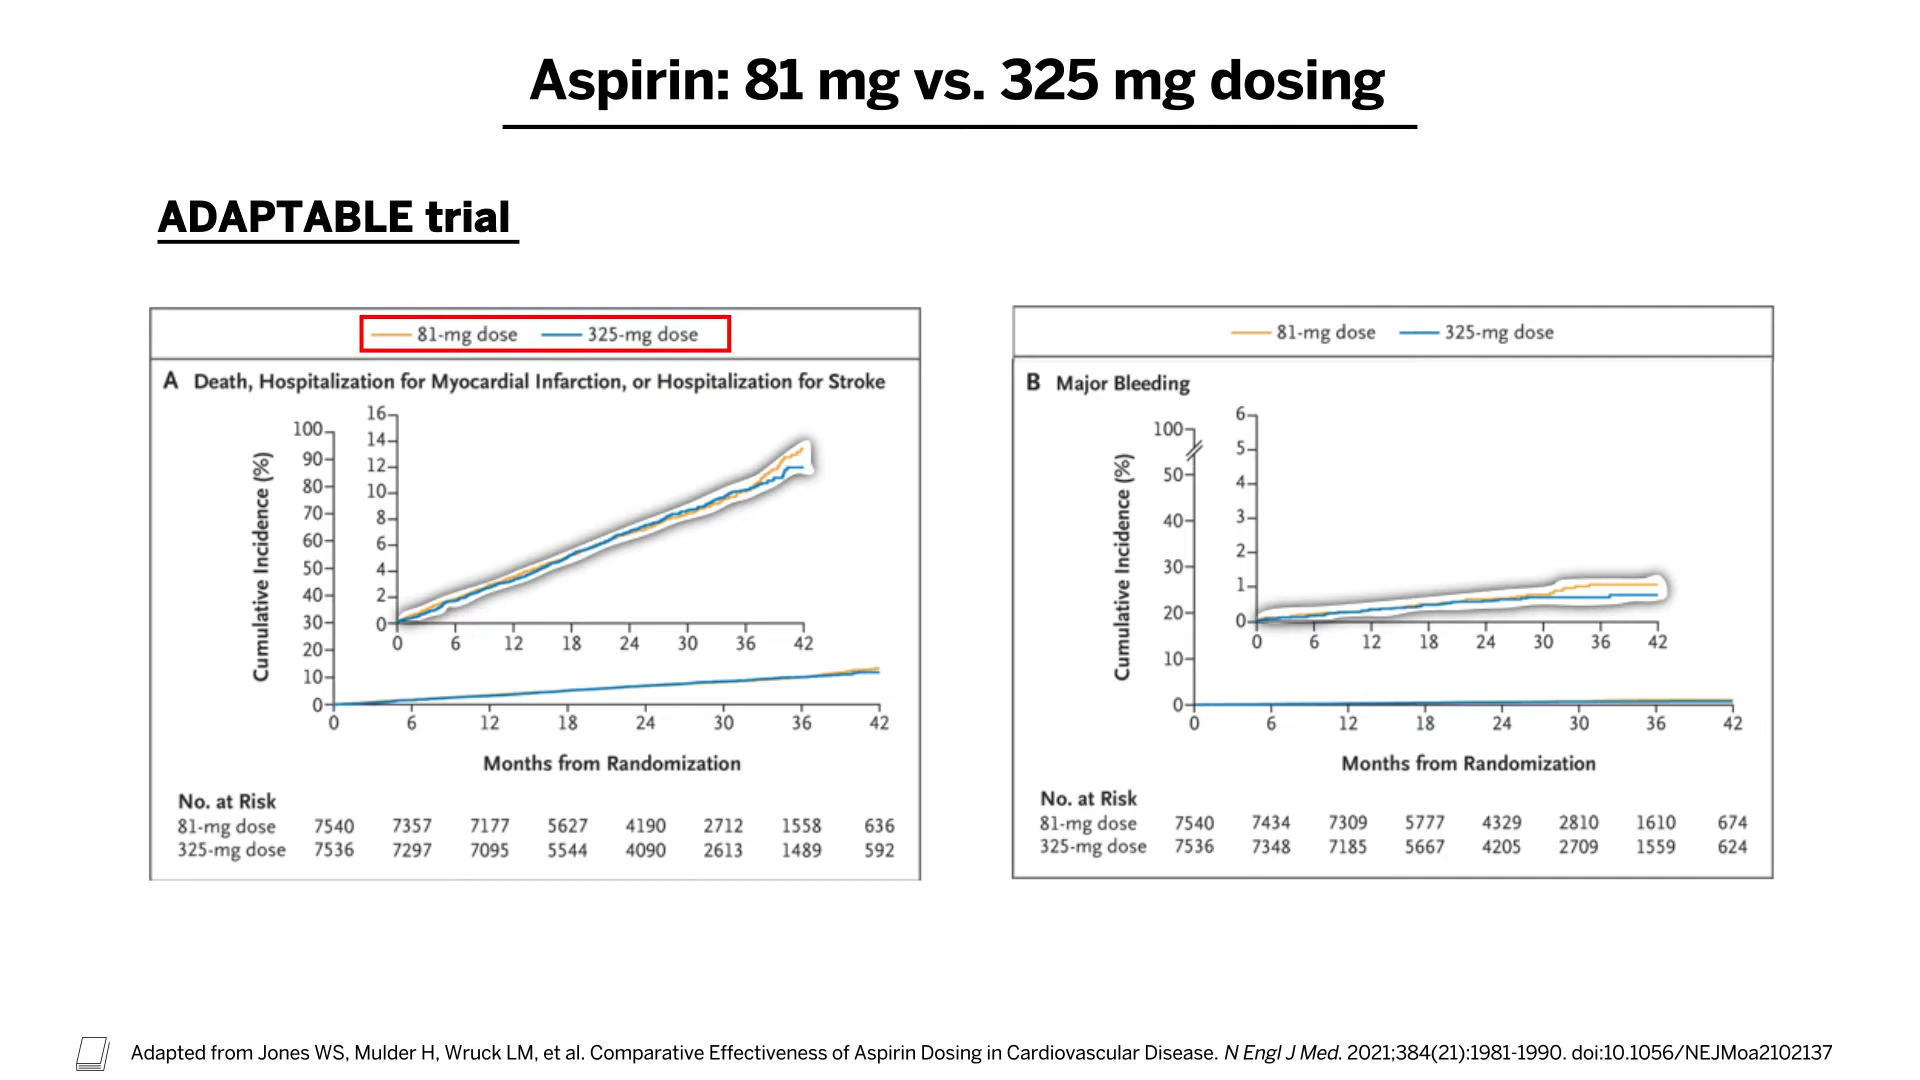 Aspirin: 81 mg vs. 325 mg dosing
ADAPTABLE trial
81-mg dose 325-mg dose
A Death, Hospitalization for Myocardial Infarction, or Hospitalization for Stroke
Cumulative Incidence (%)
100
90
80
70
60
50
40
30
20
10
0
16
14
12
10
8
6
4
2
0
0 6 12 18 24 30 36 42
0 6 12 18 24 30 36 42
Months from Randomization
No. at Risk
81-mg dose 7540 7357 7177 5627 4190 2712 1558 636
325-mg dose 7536 7297 7095 5544 4090 2613 1489 592
81-mg dose 325-mg dose
B Major Bleeding
Cumulative Incidence (%)
100
50
40
30
20
10
0
6
5
4
3
2
1
0
0 6 12 18 24 30 36 42
0 6 12 18 24 30 36 42
Months from Randomization
No. at Risk
81-mg dose 7540 7434 7309 5777 4329 2810 1610 674
325-mg dose 7536 7348 7185 5667 4205 2709 1559 624
Adapted from Jones WS, Mulder H, Wruck LM, et al. Comparative Effectiveness of Aspirin Dosing in Cardiovascular Disease. N Engl J Med. 2021;384(21):1981-1990. doi:10.1056/NEJMoa2102137